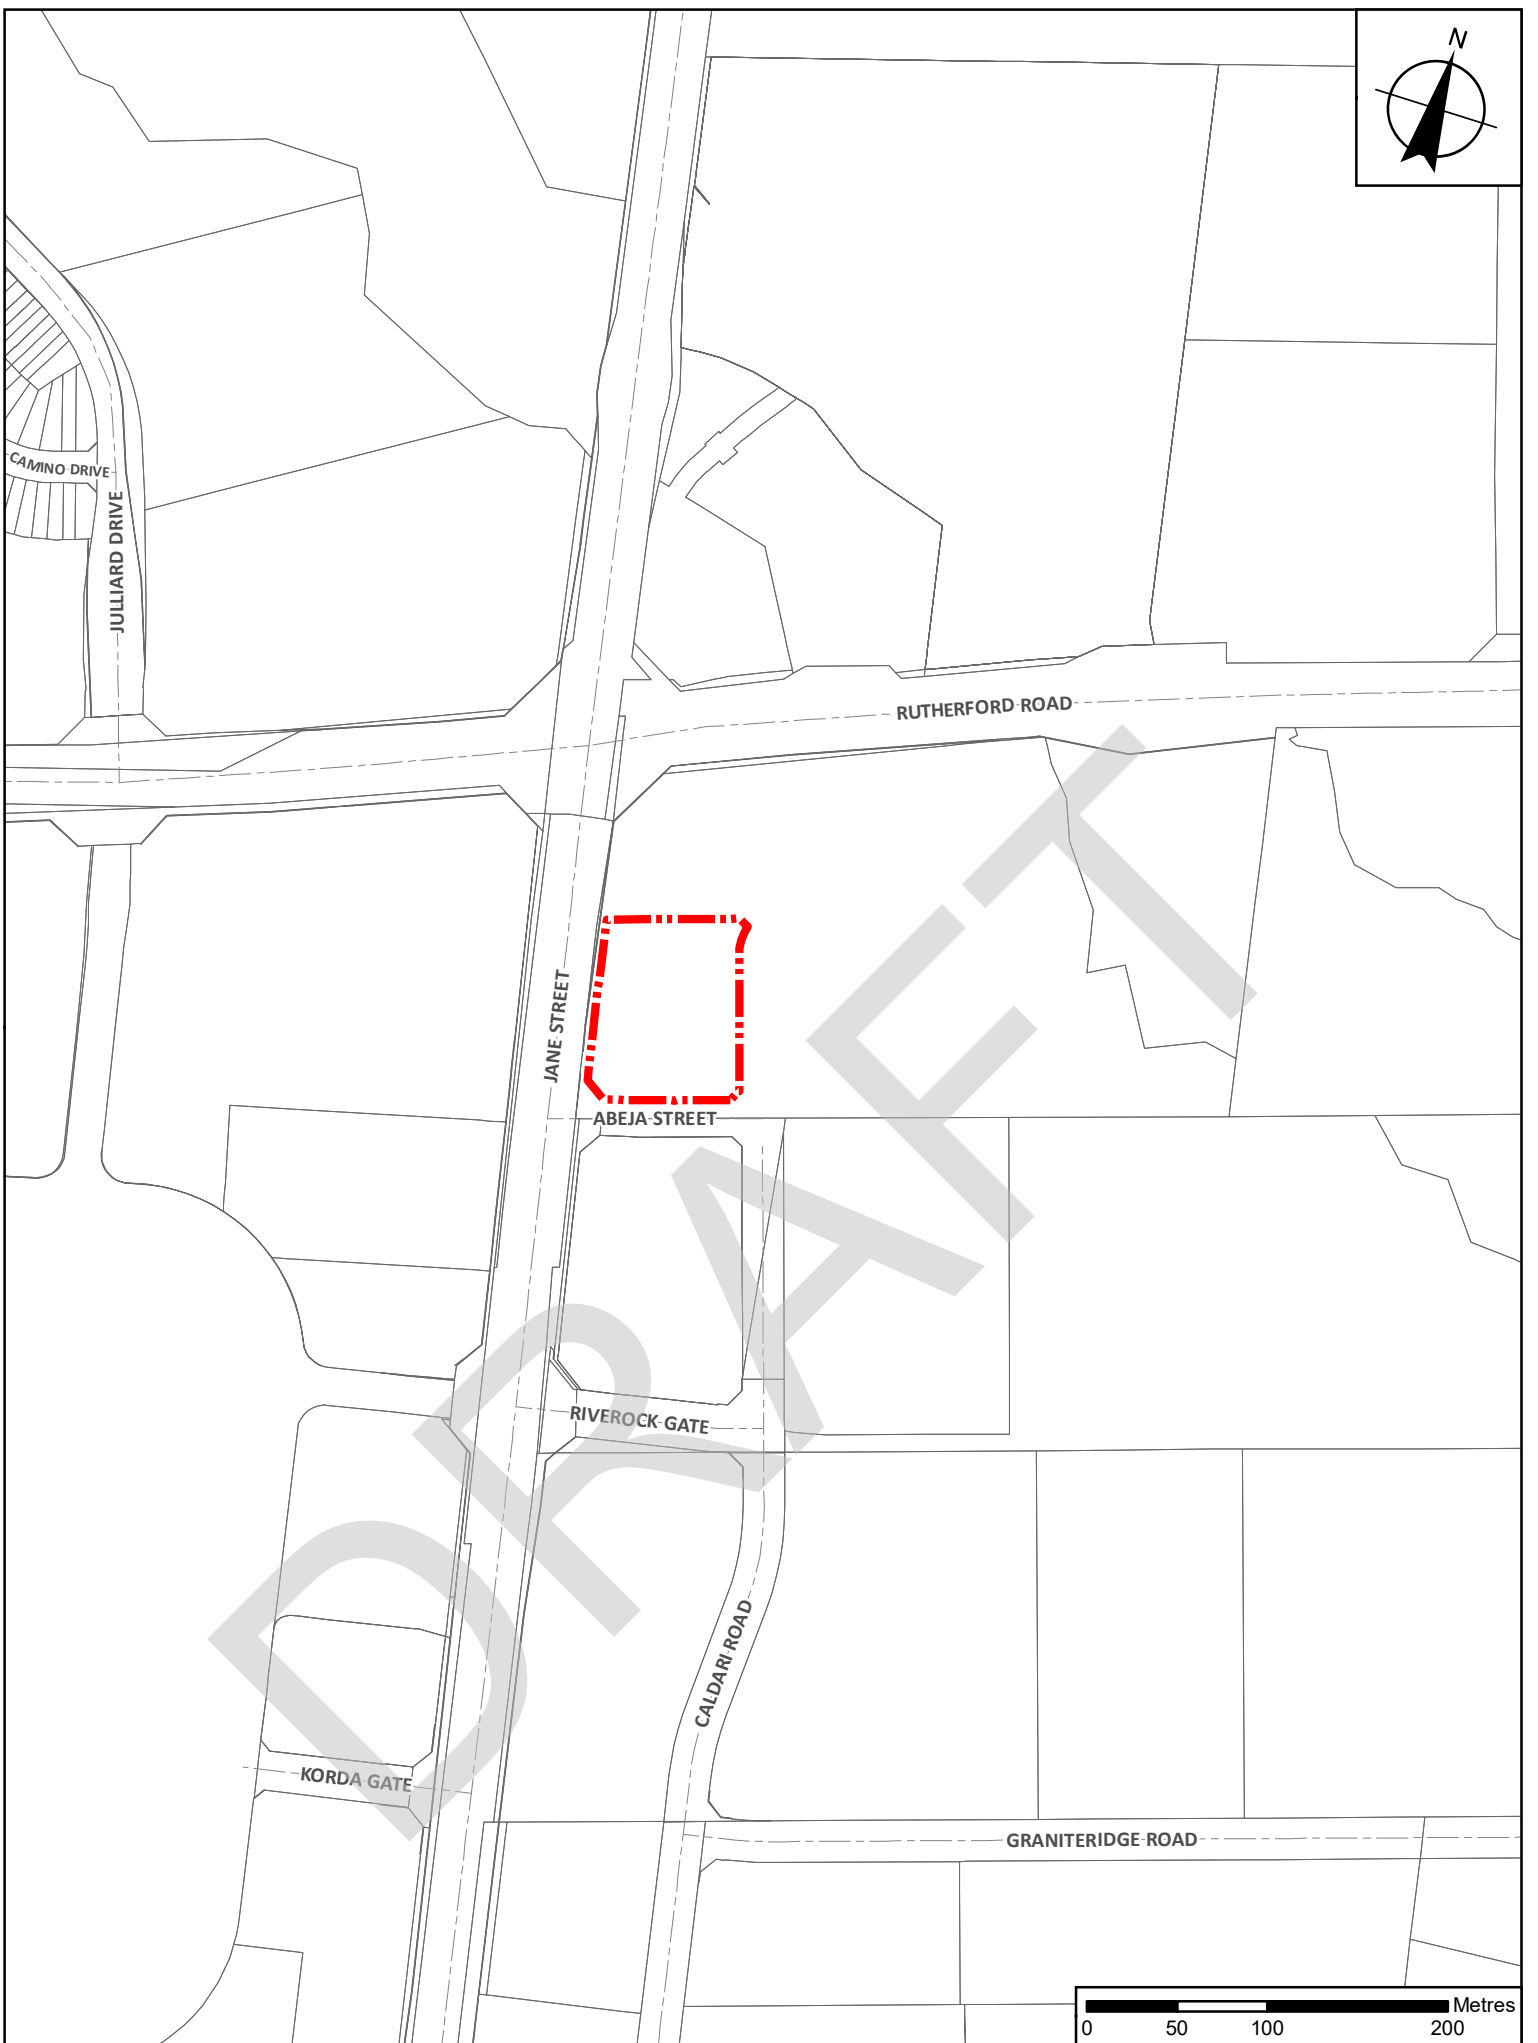 N
CAMINO DRIVE
JULLIARD DRIVE
RUTHERFORD ROAD
JANE STREET
ABEJA STREET
RIVEROCK GATE
CALDARI ROAD
KORDA GATE
GRANITERIDGE ROAD
DRAFT
Metres
0 50 100 200